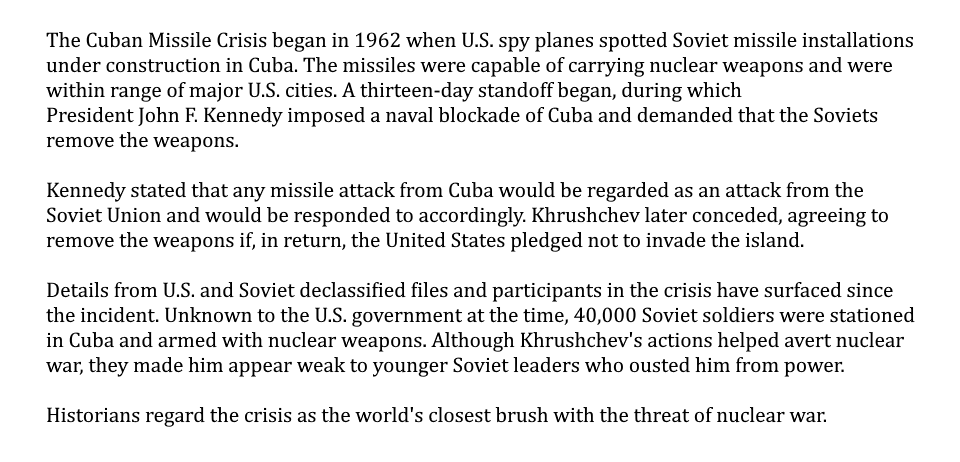 The Cuban Missile Crisis began in 1962 when U.S. spy planes spotted Soviet missile installations
under construction in Cuba. The missiles were capable of carrying nuclear weapons and were
within range of major U.S. cities. A thirteen-day standoff began, during which
President John F. Kennedy imposed a naval blockade of Cuba and demanded that the Soviets
remove the weapons.

Kennedy stated that any missile attack from Cuba would be regarded as an attack from the
Soviet Union and would be responded to accordingly. Khrushchev later conceded, agreeing to
remove the weapons if, in return, the United States pledged not to invade the island.

Details from U.S. and Soviet declassified files and participants in the crisis have surfaced since
the incident. Unknown to the U.S. government at the time, 40,000 Soviet soldiers were stationed
in Cuba and armed with nuclear weapons. Although Khrushchev's actions helped avert nuclear
war, they made him appear weak to younger Soviet leaders who ousted him from power.

Historians regard the crisis as the world's closest brush with the threat of nuclear war.